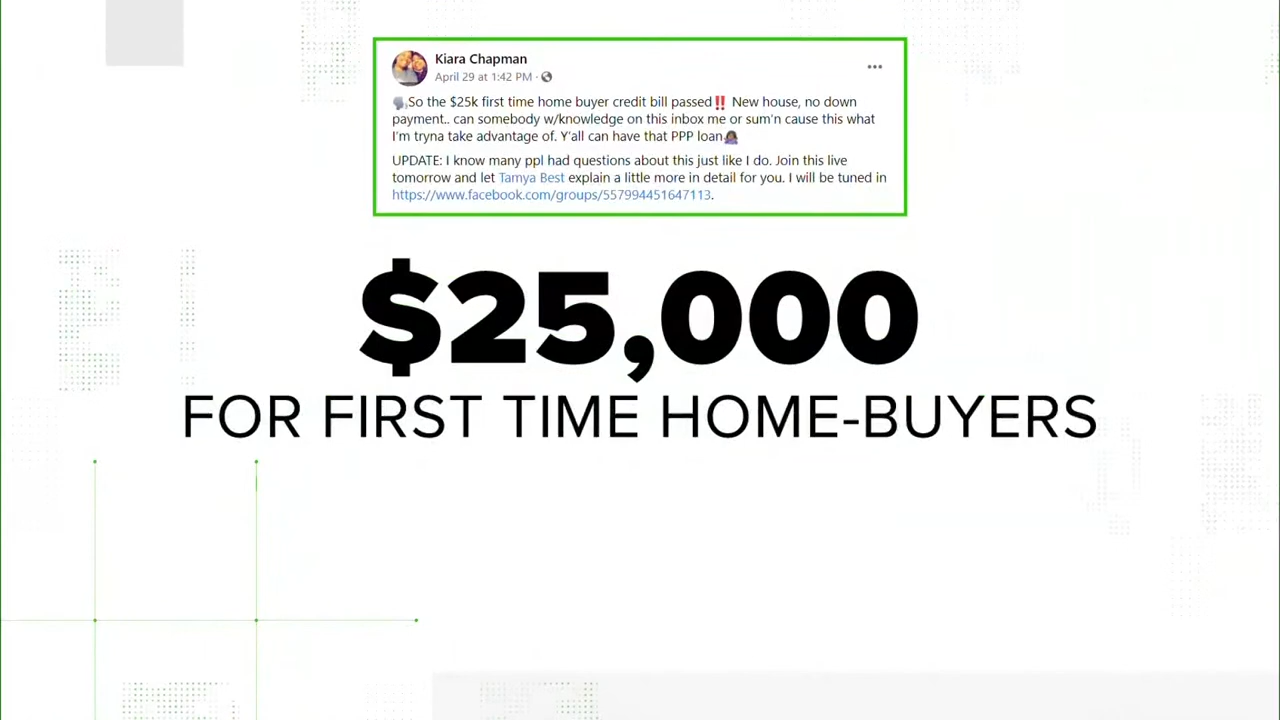 Kiara Chapman
April 29 at 1:42 PM ·
🗣So the $25k first time home buyer credit bill passed‼ New house, no down
payment.. can somebody w/knowledge on this inbox me or sum'n cause this what
I'm tryna take advantage of. Y'all can have that PPP loan🤷🏾‍♀️
UPDATE: I know many ppl had questions about this just like I do. Join this live
tomorrow and let Tamya Best explain a little more in detail for you. I will be tuned in
https://www.facebook.com/groups/557994451647113.
$25,000
FOR FIRST TIME HOME-BUYERS